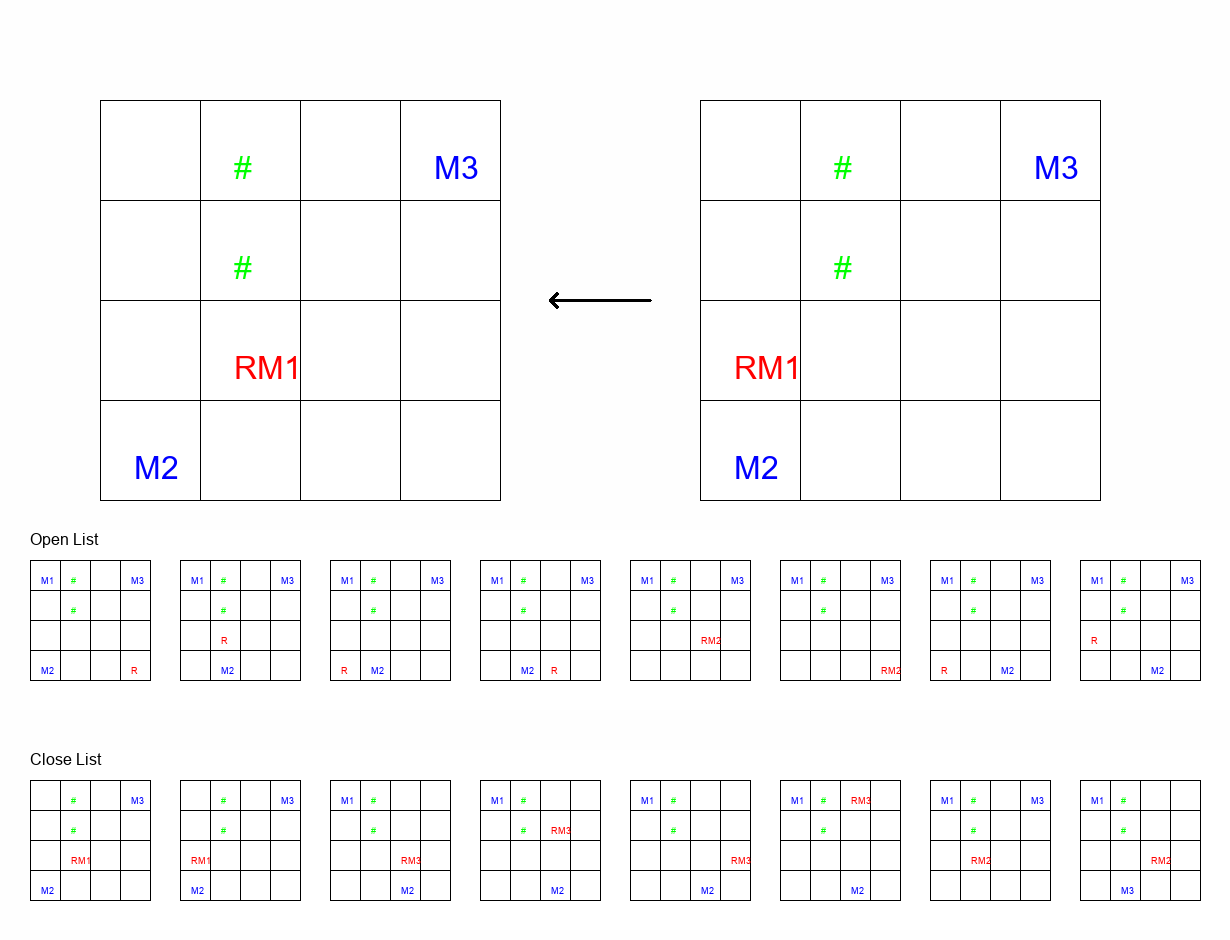 # M3 # M3
# #
RM1 RM1
M2 M2
Open List
M1 # M3 M1 # M3 M1 # M3 M1 # M3 M1 # M3 # M3 M1 # M3 M1 # M3
# # # # # # # #
R RM2 R
M2 R M2 R M2 M2 R RM2 R M2 M2
Close List
# M3 # M3 M1 # M1 # M1 # M1 # RM3 M1 # M3 M1 #
# # # # RM3 # # # #
RM1 RM1 RM3 RM3 RM2 RM2
M2 M2 M2 M2 M2 M2 M3